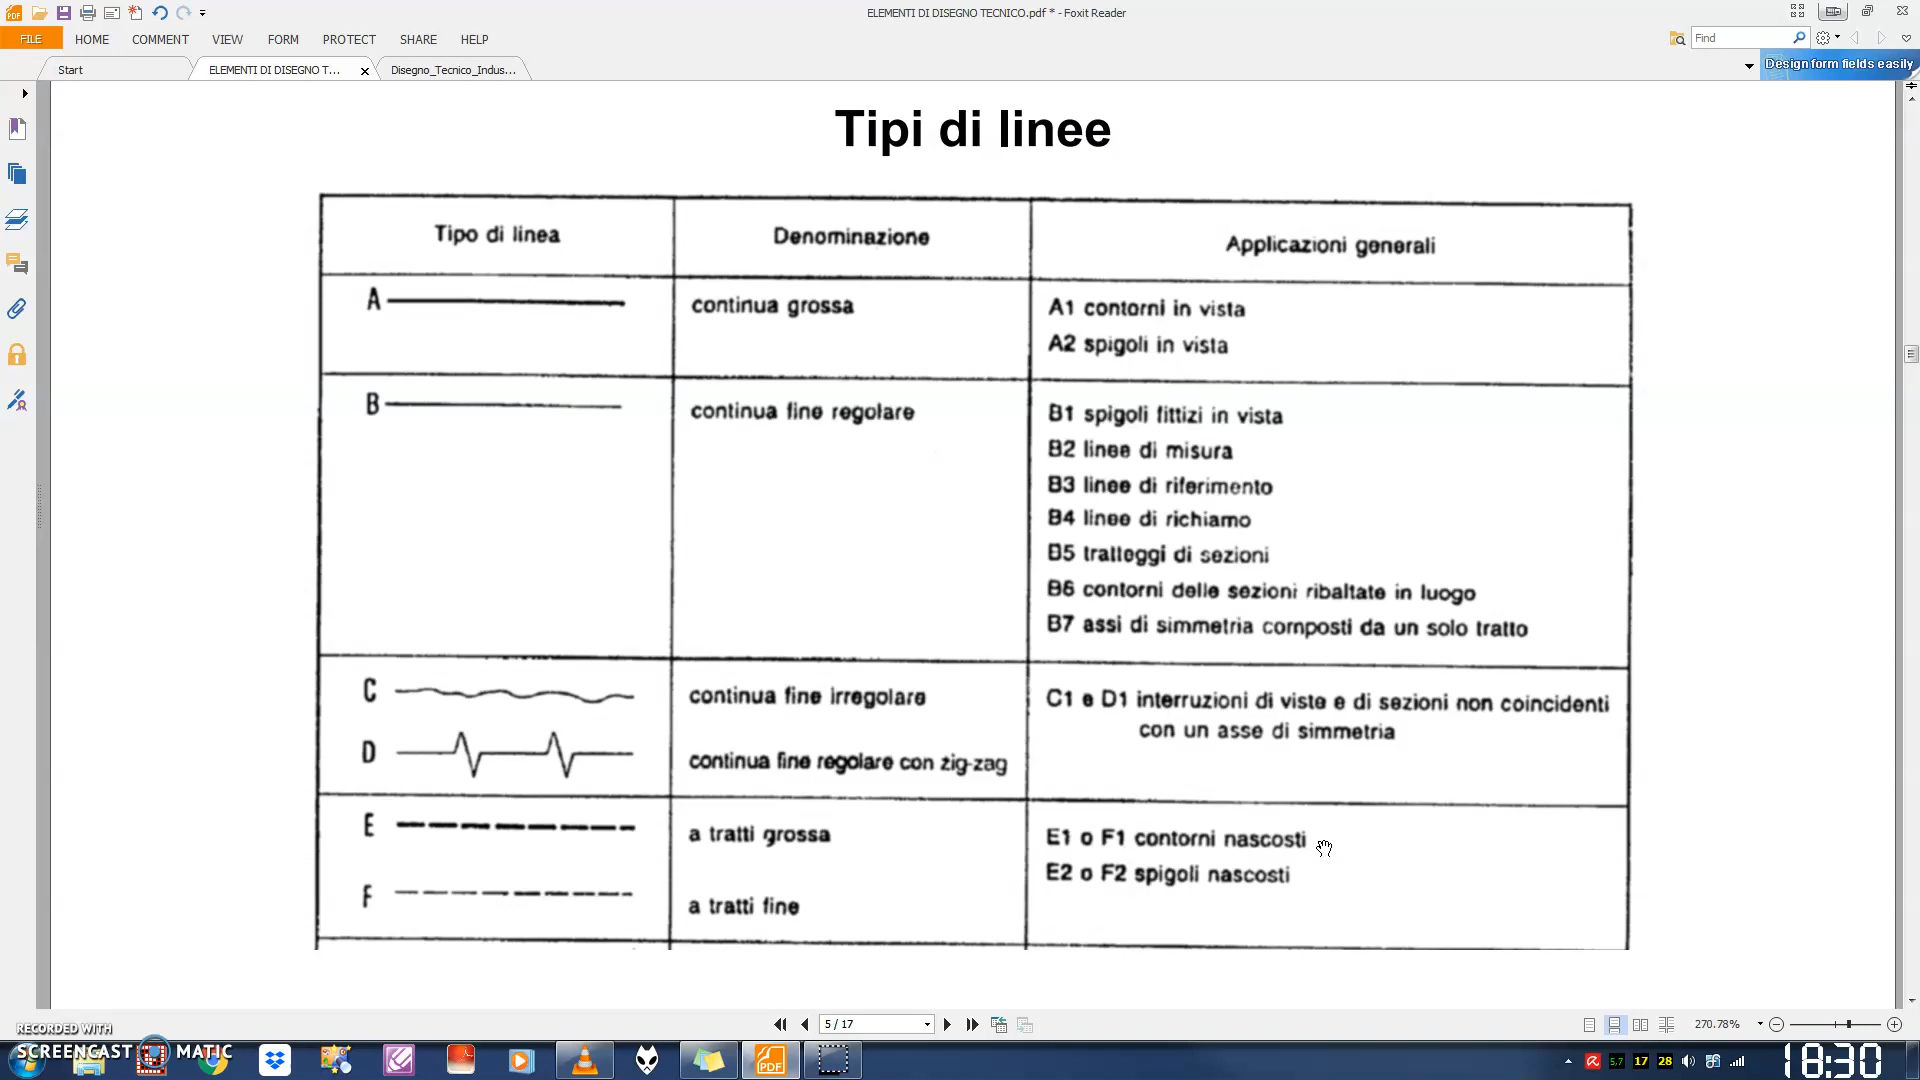 ELEMENTI DI DISEGNO TECNICO.pdf * - Foxit Reader
FILE HOME COMMENT VIEW FORM PROTECT SHARE HELP
Find
Start
ELEMENTI DI DISEGNO T...
Disegno_Tecnico_Indus...
Design form fields easily
Tipi di linee
Tipo di linea
Denominazione
Applicazioni generali
A
continua grossa
A1 contorni in vista
A2 spigoli in vista
B
continua fine regolare
B1 spigoli fittizi in vista
B2 linee di misura
B3 linee di riferimento
B4 linee di richiamo
B5 tratteggi di sezioni
B6 contorni delle sezioni ribaltate in luogo
B7 assi di simmetria composti da un solo tratto
C
continua fine irregolare
C1 e D1 interruzioni di viste e di sezioni non coincidenti
con un asse di simmetria
D
continua fine regolare con zig-zag
E
a tratti grossa
E1 o F1 contorni nascosti
E2 o F2 spigoli nascosti
F
a tratti fine
5 / 17
270.78%
RECORDED WITH
SCREENCAST MATIC
PDF
5,7
17
28
18:30